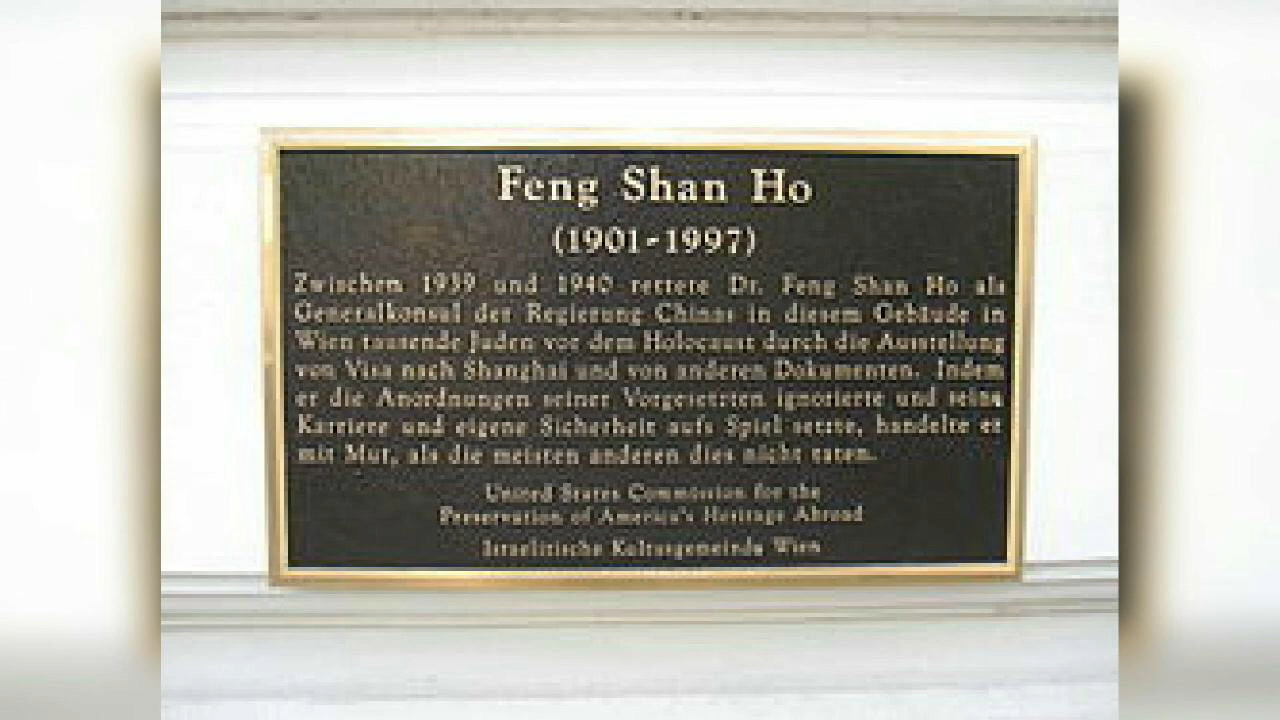 Feng Shan Ho
(1901-1997)
Zwischen 1939 und 1940 rettete Dr. Feng Shan Ho als
Generalkonsul der Regierung Chinas in diesem Gebäude in
Wien tausende Juden vor dem Holocaust durch die Ausstellung
von Visa nach Shanghai und von anderen Dokumenten. Indem
er die Anordnungen seiner Vorgesetzten ignorierte und seine
Karriere und eigene Sicherheit aufs Spiel setzte, handelte er
mit Mut, als die meisten anderen dies nicht taten.
United States Commission for the
Preservation of America's Heritage Abroad
Israelitische Kultusgemeinde Wien